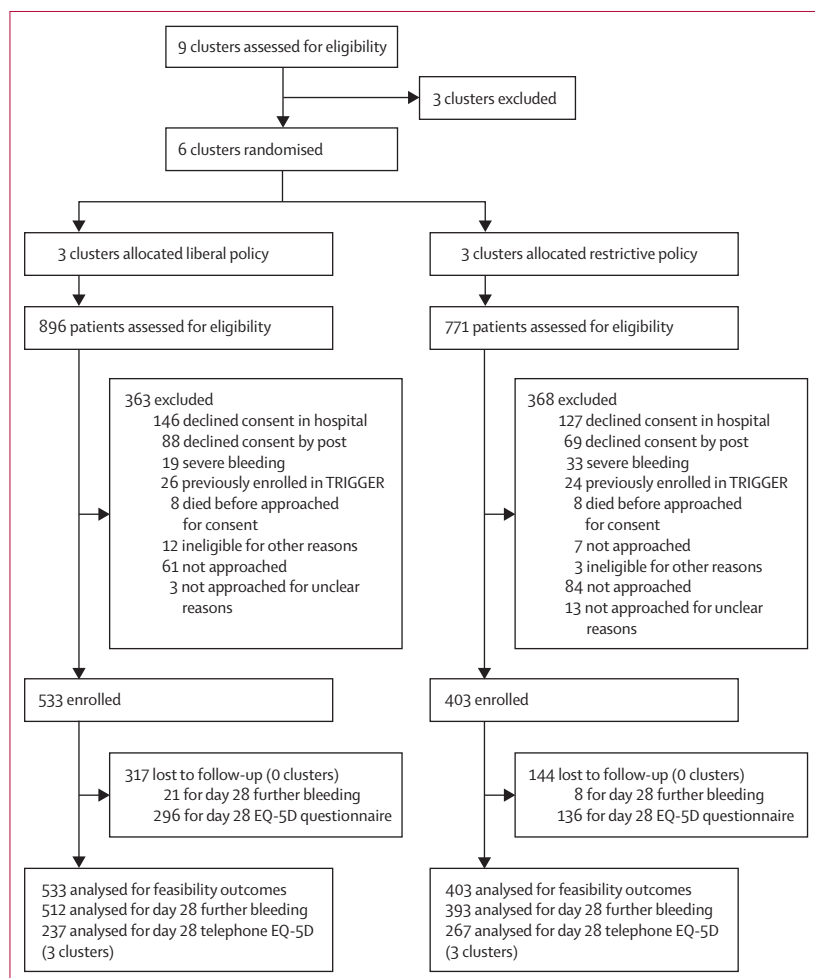 9 clusters assessed for eligibility
3 clusters excluded
6 clusters randomised
3 clusters allocated liberal policy
3 clusters allocated restrictive policy
896 patients assessed for eligibility
771 patients assessed for eligibility
363 excluded
146 declined consent in hospital
88 declined consent by post
19 severe bleeding
26 previously enrolled in TRIGGER
8 died before approached
for consent
12 ineligible for other reasons
61 not approached
3 not approached for unclear
reasons
368 excluded
127 declined consent in hospital
69 declined consent by post
33 severe bleeding
24 previously enrolled in TRIGGER
8 died before approached
for consent
7 not approached
3 ineligible for other reasons
84 not approached
13 not approached for unclear
reasons
533 enrolled
403 enrolled
317 lost to follow-up (0 clusters)
21 for day 28 further bleeding
296 for day 28 EQ-5D questionnaire
144 lost to follow-up (0 clusters)
8 for day 28 further bleeding
136 for day 28 EQ-5D questionnaire
533 analysed for feasibility outcomes
512 analysed for day 28 further bleeding
237 analysed for day 28 telephone EQ-5D
(3 clusters)
403 analysed for feasibility outcomes
393 analysed for day 28 further bleeding
267 analysed for day 28 telephone EQ-5D
(3 clusters)